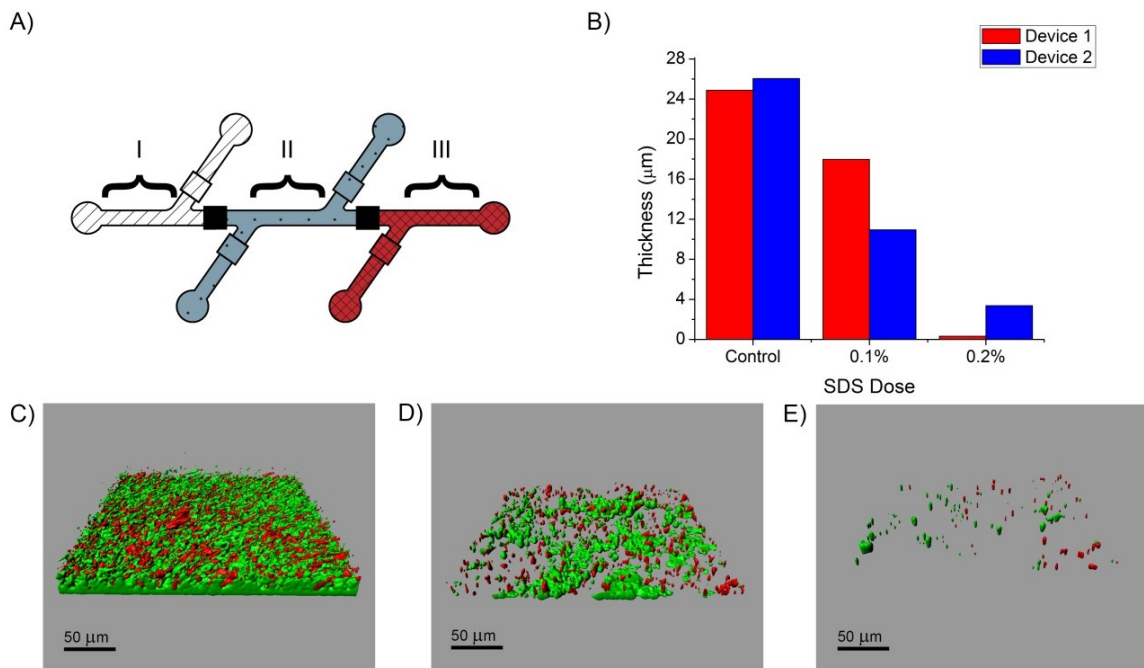 A)
I
II
III
B)
Device 1
Device 2
28
24
20
16
12
8
4
0
Thickness (μm)
Control
0.1%
0.2%
SDS Dose
C)
50 μm
D)
50 μm
E)
50 μm